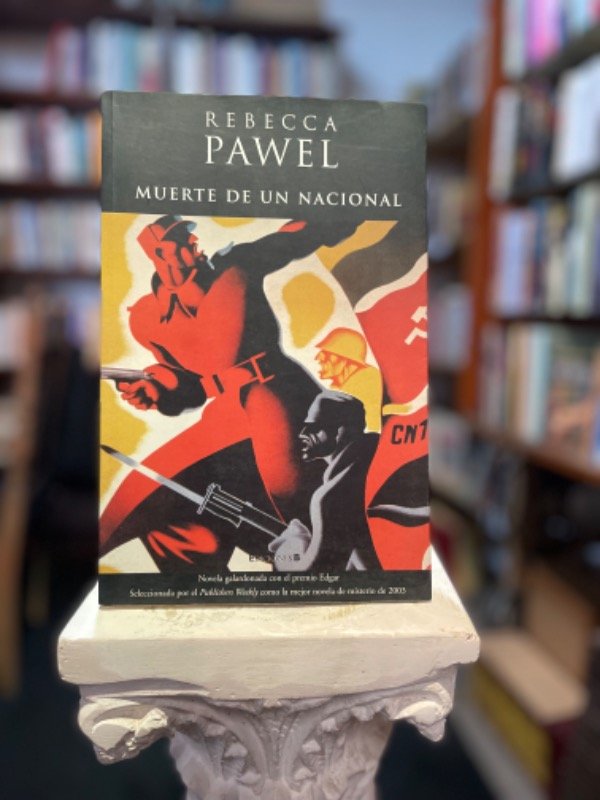 REBECCA
PAWEL
MUERTE DE UN NACIONAL
CNT
EDICIONES B
Novela galardonada con el premio Edgar
Seleccionada por el Publishers Weekly como la mejor novela de misterio de 2003